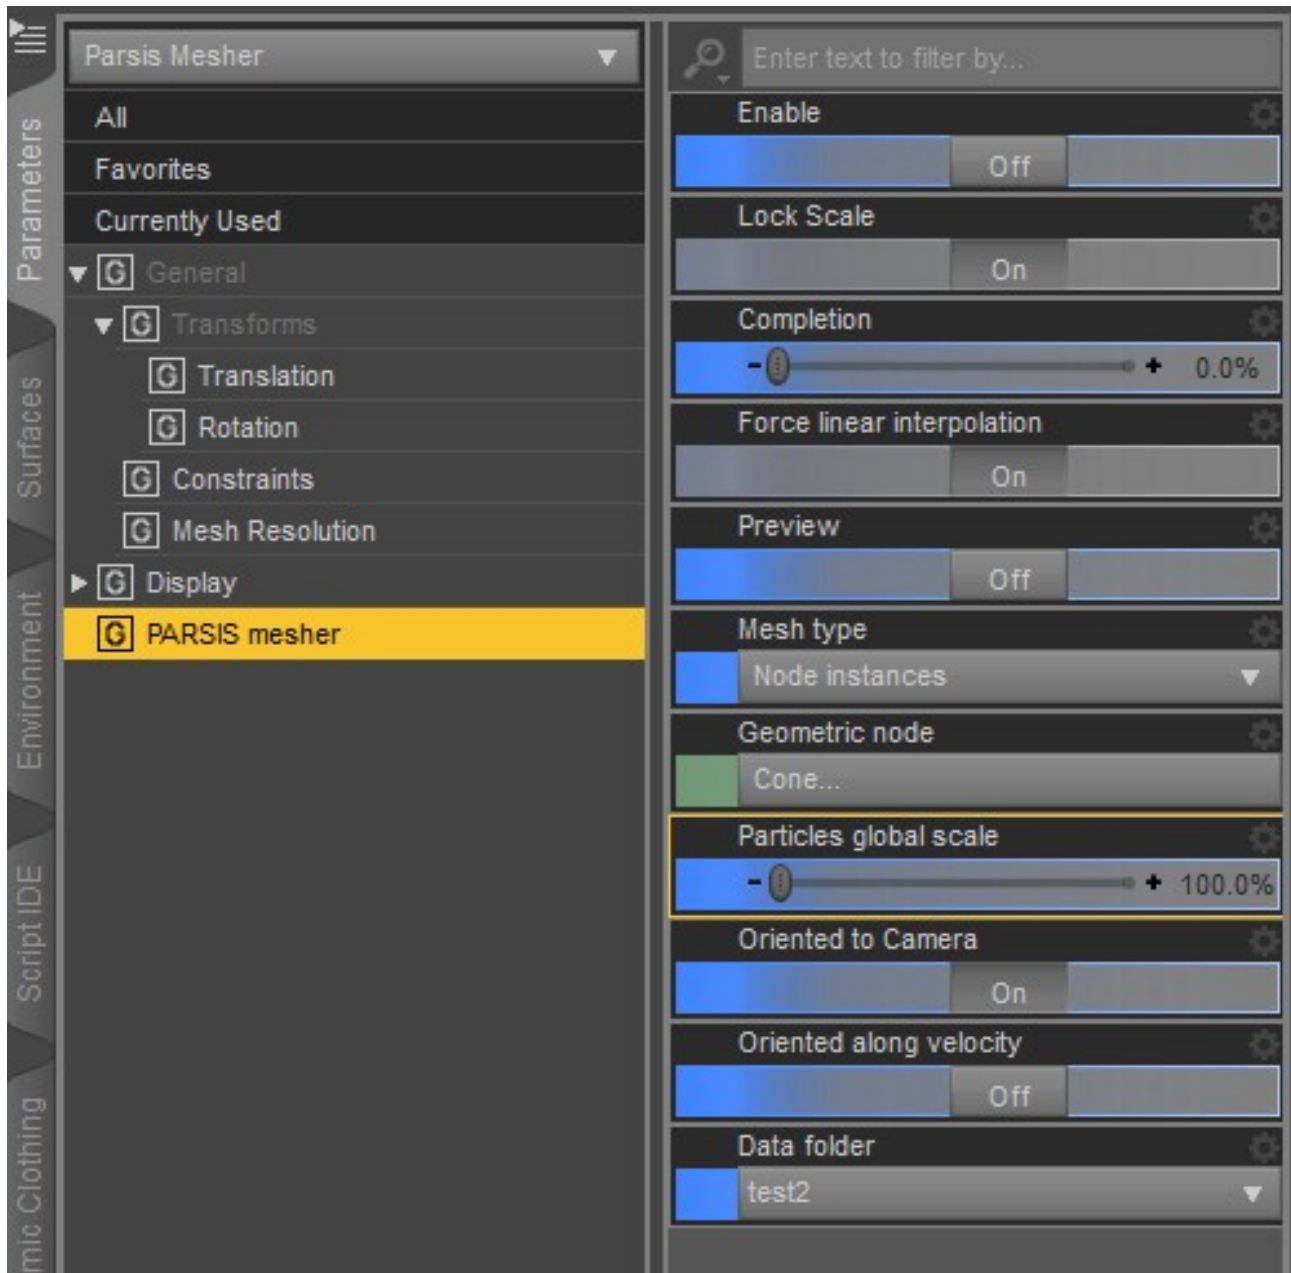 Parameters
Surfaces
Environment
Script IDE
mic Clothing
Parsis Mesher
All
Favorites
Currently Used
G General
G Transforms
G Translation
G Rotation
G Constraints
G Mesh Resolution
G Display
G PARSIS mesher
Enter text to filter by...
Enable
Off
Lock Scale
On
Completion
- + 0.0%
Force linear interpolation
On
Preview
Off
Mesh type
Node instances
Geometric node
Cone...
Particles global scale
- + 100.0%
Oriented to Camera
On
Oriented along velocity
Off
Data folder
test2